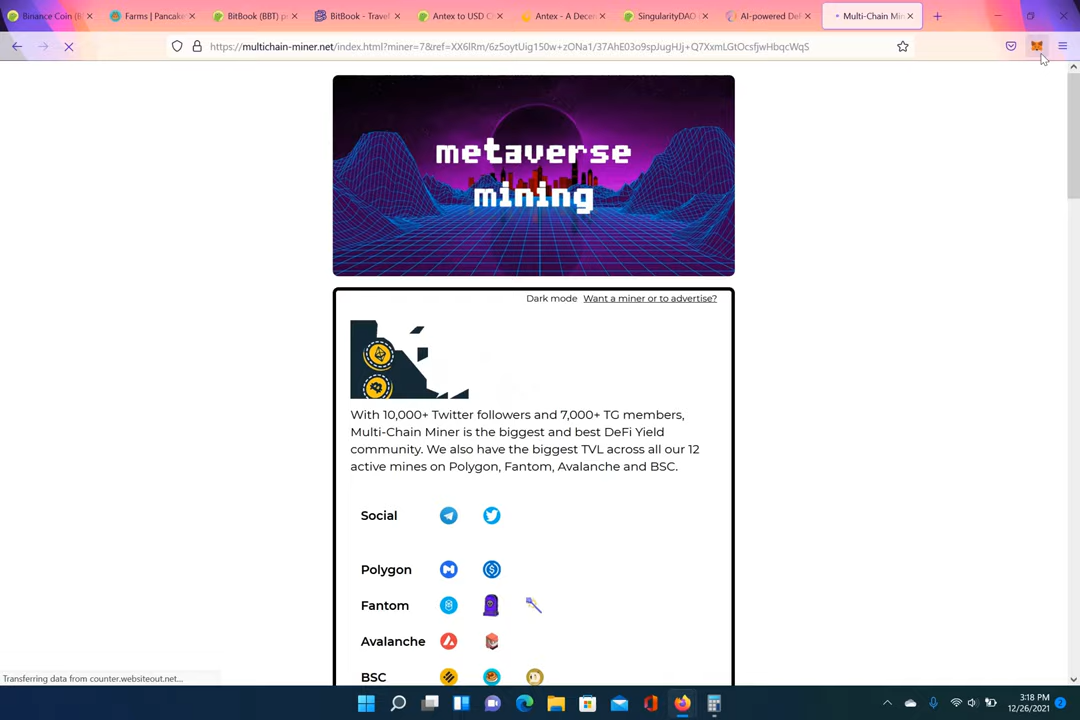 Binance Coin (B
Farms | Pancake
BitBook (BBT) p
BitBook - Travel
Antex to USD C
Antex - A Decen
SingularityDAO
AI-powered Def
Multi-Chain Min
https://multichain-miner.net/index.html?miner=7&ref=XX6lRm/6z5oytUig150w+zONa1/37AhE03o9spJugHJj+Q7XxmLGtOcsfjwHbqcWqS
metaverse
mining
Dark mode Want a miner or to advertise?
With 10,000+ Twitter followers and 7,000+ TG members,
Multi-Chain Miner is the biggest and best DeFi Yield
community. We also have the biggest TVL across all our 12
active mines on Polygon, Fantom, Avalanche and BSC.
Social
Polygon
Fantom
Avalanche
BSC
Transferring data from counter.websiteout.net...
3:18 PM
12/26/2021
2